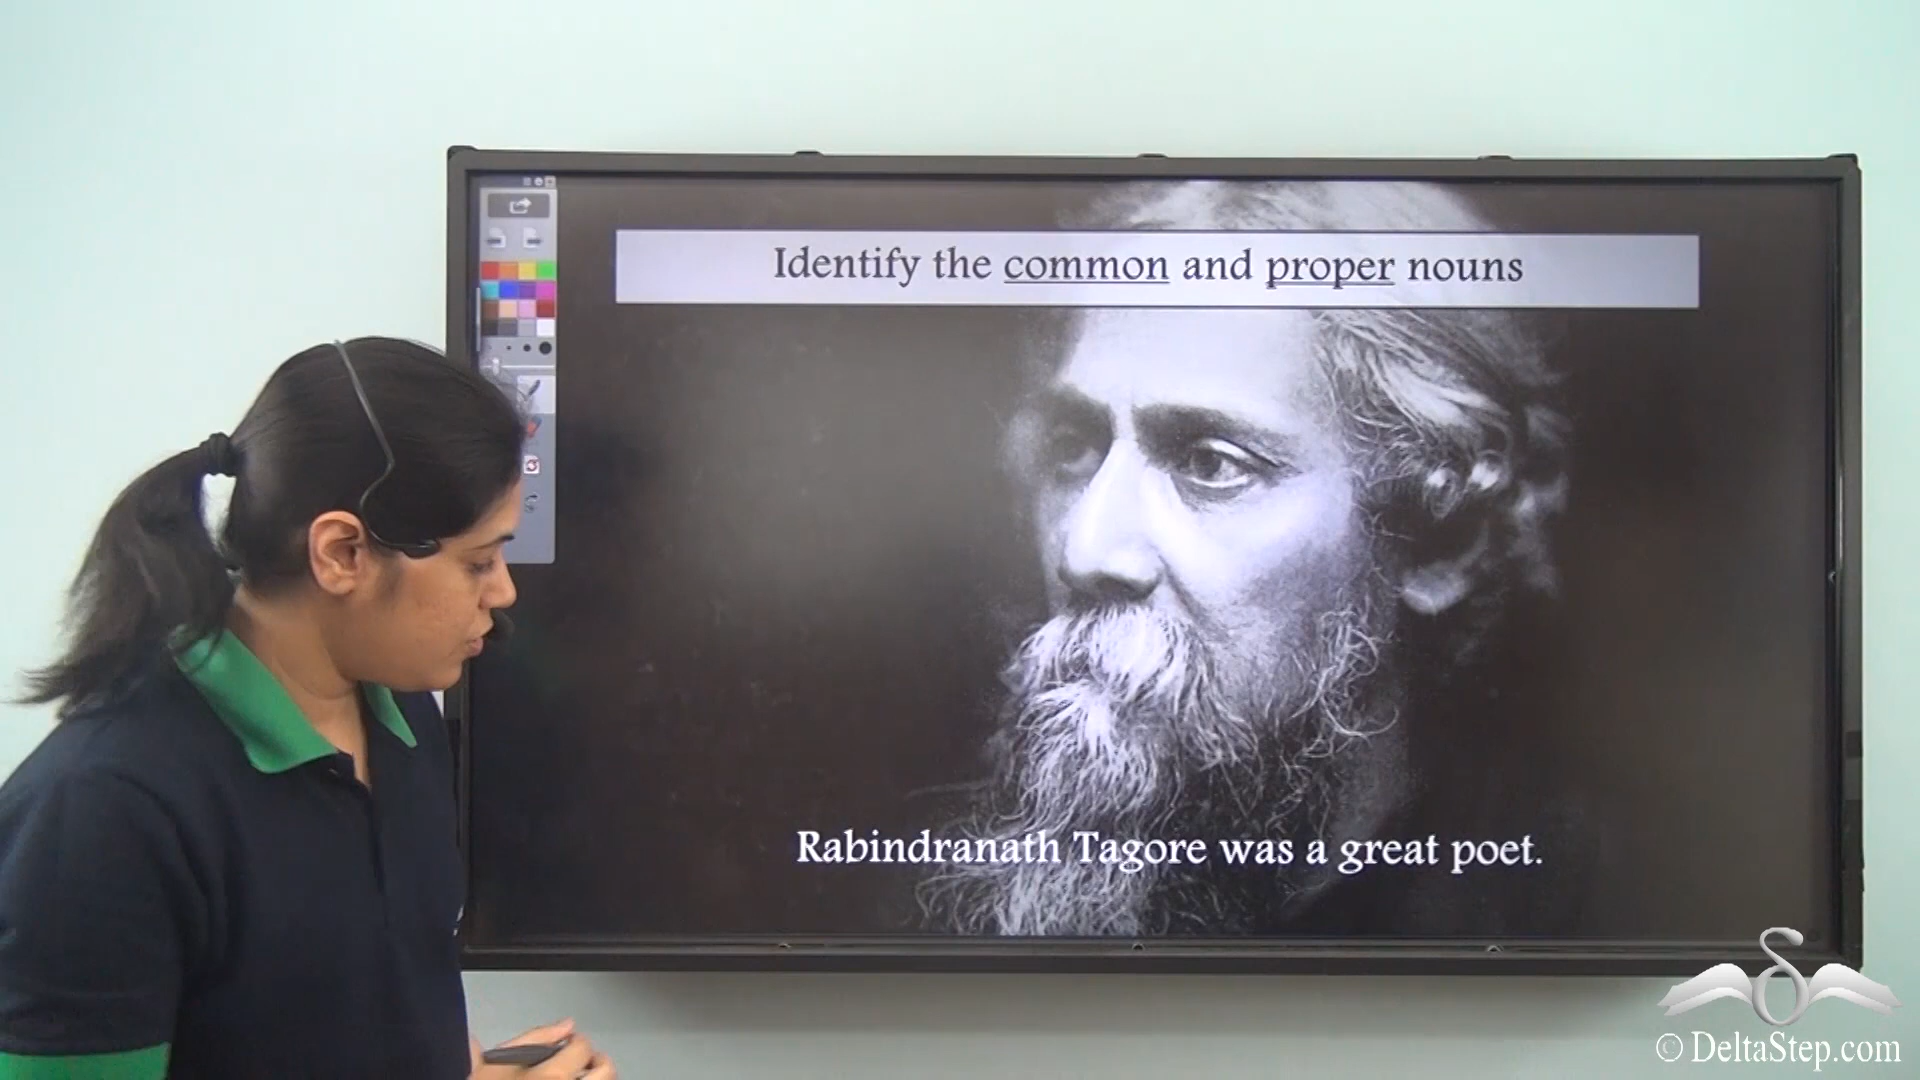 Identify the common and proper nouns
Rabindranath Tagore was a great poet.
© DeltaStep.com